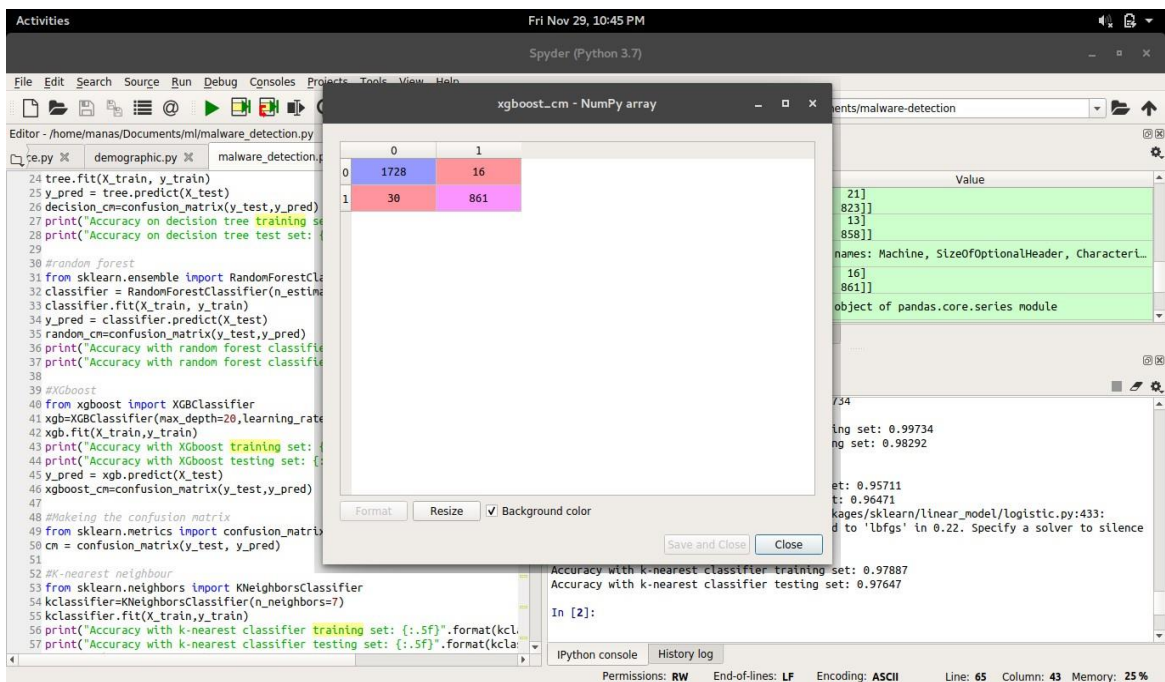 Activities Fri Nov 29, 10:45 PM
Spyder (Python 3.7)
File Edit Search Source Run Debug Consoles Projects Tools View Help
ents/malware-detection
Editor - /home/manas/Documents/ml/malware_detection.py
ce.py demographic.py malware_detection.p
24 tree.fit(X_train, y_train)
25 y_pred = tree.predict(X_test)
26 decision_cm=confusion_matrix(y_test,y_pred)
27 print("Accuracy on decision tree training se
28 print("Accuracy on decision tree test set: {
29
30 #random forest
31 from sklearn.ensemble import RandomForestCla
32 classifier = RandomForestClassifier(n_estima
33 classifier.fit(X_train, y_train)
34 y_pred = classifier.predict(X_test)
35 random_cm=confusion_matrix(y_test,y_pred)
36 print("Accuracy with random forest classifie
37 print("Accuracy with random forest classifie
38
39 #XGboost
40 from xgboost import XGBClassifier
41 xgb=XGBClassifier(max_depth=20,learning_rate
42 xgb.fit(X_train,y_train)
43 print("Accuracy with XGboost training set: {
44 print("Accuracy with XGboost testing set: {:
45 y_pred = xgb.predict(X_test)
46 xgboost_cm=confusion_matrix(y_test,y_pred)
47
48 #Makeing the confusion matrix
49 from sklearn.metrics import confusion_matrix
50 cm = confusion_matrix(y_test, y_pred)
51
52 #K-nearest neighbour
53 from sklearn.neighbors import KNeighborsClassifier
54 kclassifier=KNeighborsClassifier(n_neighbors=7)
55 kclassifier.fit(X_train,y_train)
56 print("Accuracy with k-nearest classifier training set: {:.5f}".format(kcl
57 print("Accuracy with k-nearest classifier testing set: {:.5f}".format(kcla
xgboost_cm - NumPy array
0 1
0 1728 16
1 30 861
Format Resize Background color
Save and Close Close
Value
21]
823]]
13]
858]]
names: Machine, SizeOfOptionalHeader, Characteri...
16]
861]]
object of pandas.core.series module
734
ing set: 0.99734
ng set: 0.98292
et: 0.95711
t: 0.96471
kages/sklearn/linear_model/logistic.py:433:
d to 'lbfgs' in 0.22. Specify a solver to silence
Accuracy with k-nearest classifier training set: 0.97887
Accuracy with k-nearest classifier testing set: 0.97647
In [2]:
IPython console History log
Permissions: RW End-of-lines: LF Encoding: ASCII Line: 65 Column: 43 Memory: 25 %